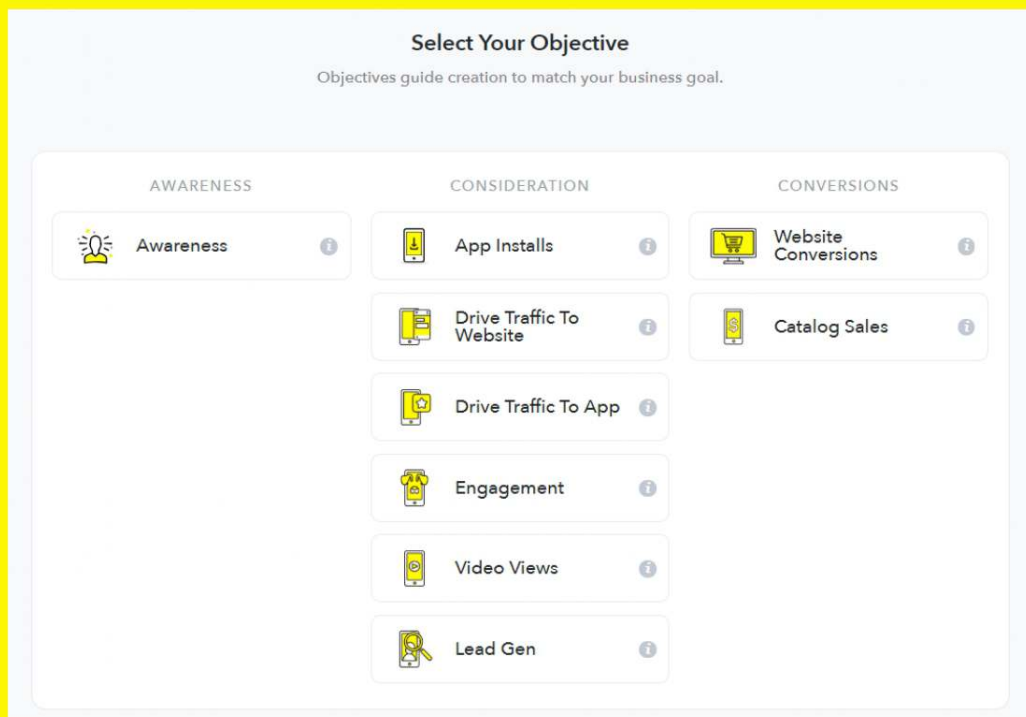 Select Your Objective
Objectives guide creation to match your business goal.
AWARENESS
Awareness
CONSIDERATION
App Installs
Drive Traffic To
Website
Drive Traffic To App
Engagement
Video Views
Lead Gen
CONVERSIONS
Website
Conversions
Catalog Sales